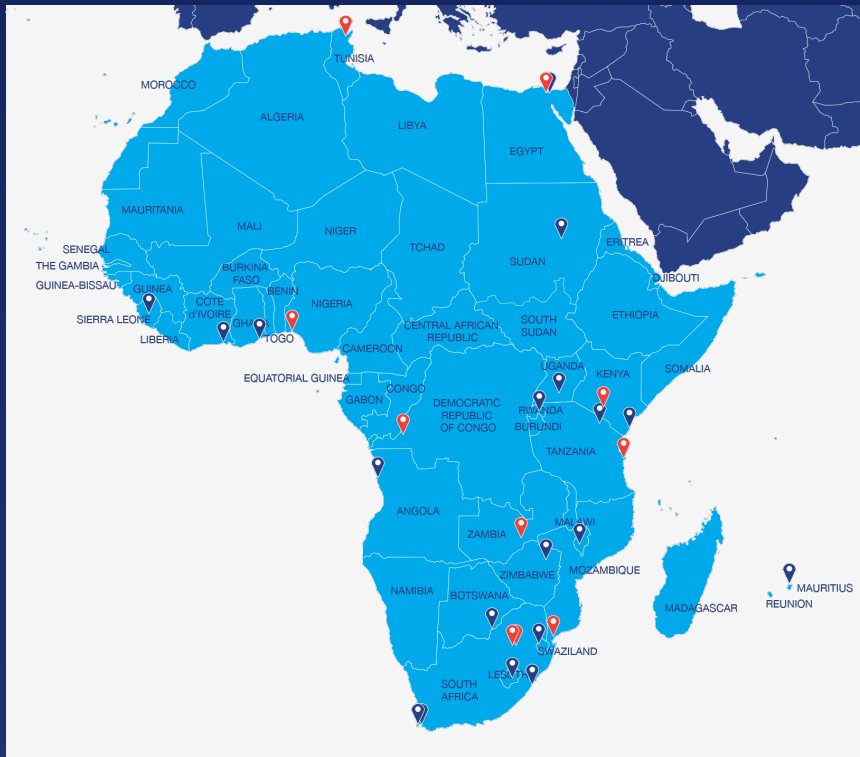 TUNISIA
MOROCCO
ALGERIA
LIBYA
EGYPT
MAURITANIA
MALI
NIGER
TCHAD
SUDAN
ERITREA
SENEGAL
THE GAMBIA
GUINEA-BISSAU
GUINEA
SIERRA LEONE
LIBERIA
COTE
d'IVOIRE
BURKINA
FASO
GHANA
TOGO
BENIN
NIGERIA
DJIBOUTI
ETHIOPIA
SOUTH
SUDAN
CENTRAL AFRICAN
REPUBLIC
CAMEROON
EQUATORIAL GUINEA
GABON
CONGO
DEMOCRATIC
REPUBLIC
OF CONGO
UGANDA
KENYA
SOMALIA
RWANDA
BURUNDI
TANZANIA
ANGOLA
ZAMBIA
MALAWI
MOZAMBIQUE
ZIMBABWE
NAMIBIA
BOTSWANA
MADAGASCAR
MAURITIUS
REUNION
SWAZILAND
LESOTHO
SOUTH
AFRICA